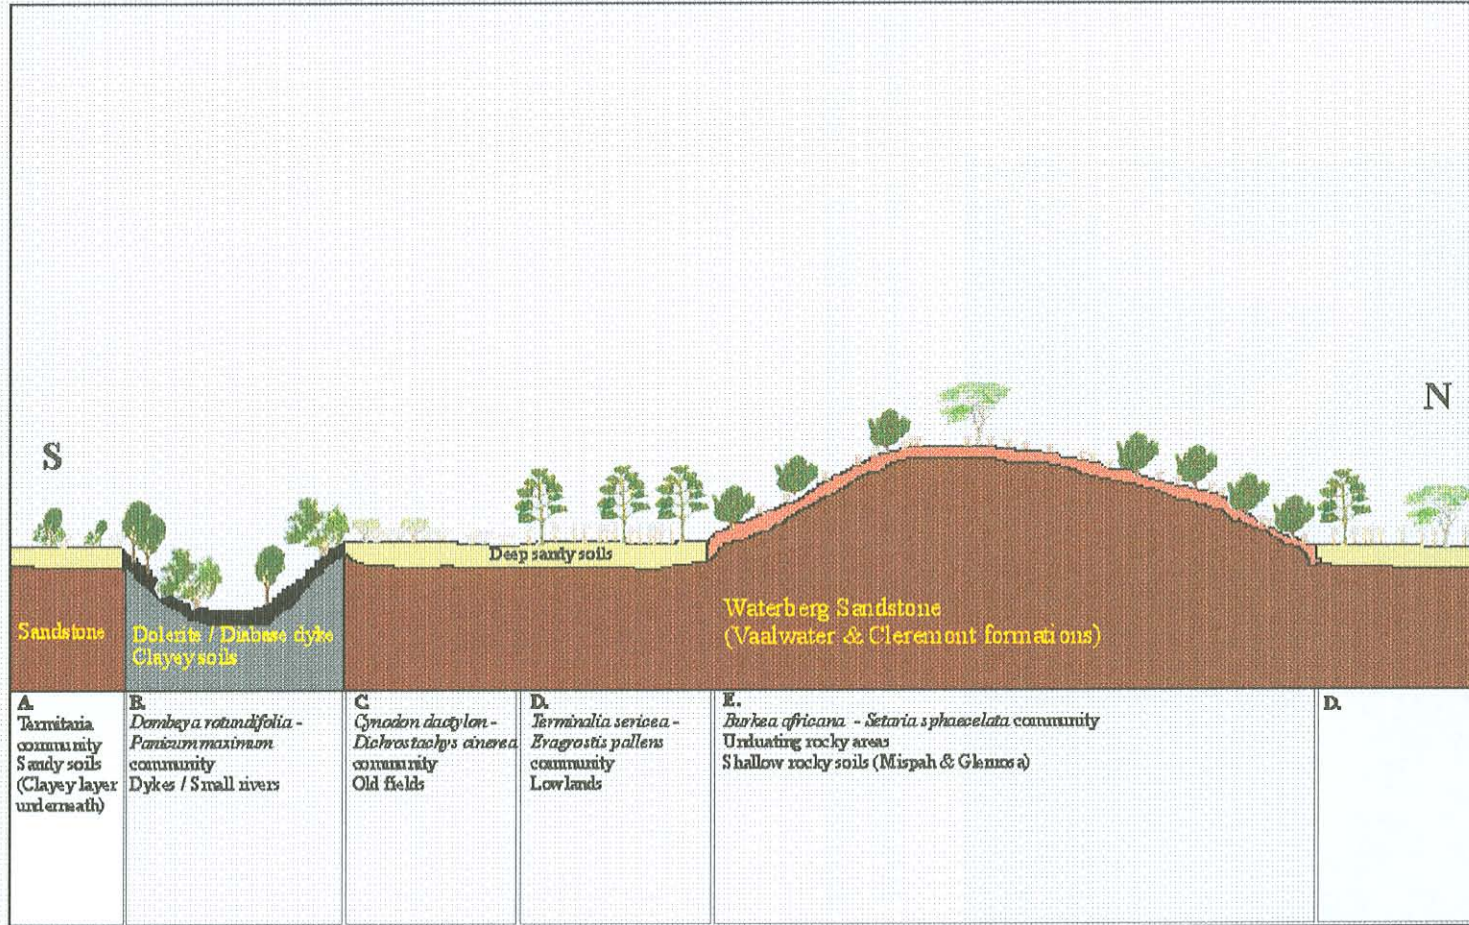 N
S
Deep sandy soils
Sandstone
Dolerite / Diabase dyke
Clayey soils
Waterberg Sandstone
(Vaalwater & Cleremont formations)
A.
Termitaria
community
Sandy soils
(Clayey layer
underneath)
B.
Dombeya rotundifolia -
Panicum maximum
community
Dykes / Small rivers
C.
Cynodon dactylon -
Dichrostachys cinerea
community
Old fields
D.
Terminalia sericea -
Eragrostis pallens
community
Lowlands
E.
Burkea africana - Setaria sphacelata community
Unduating rocky areas
Shallow rocky soils (Mispah & Glenrosa)
D.